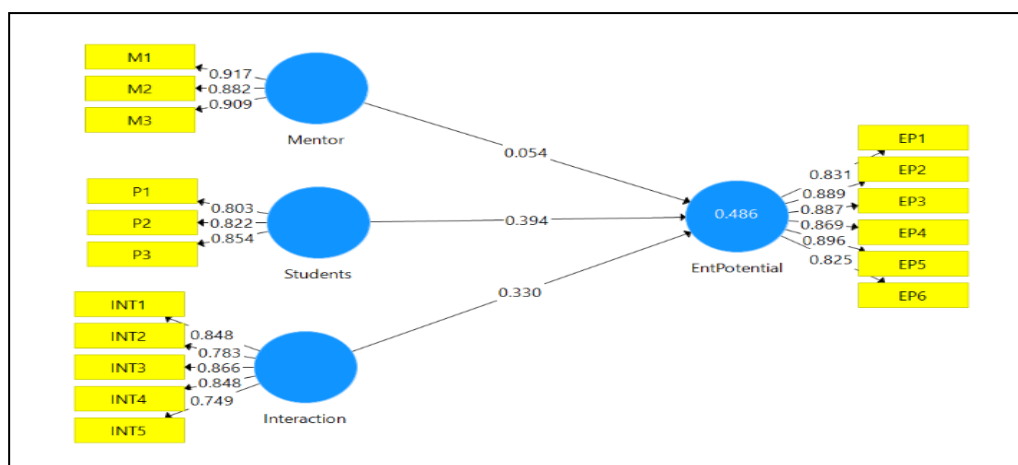 M1
M2
M3
0.917
0.882
0.909
Mentor
0.054
P1
P2
P3
0.803
0.822
0.854
Students
0.394
INT1
INT2
INT3
INT4
INT5
0.848
0.783
0.866
0.848
0.749
Interaction
0.330
0.486
EntPotential
0.831
0.889
0.887
0.869
0.896
0.825
EP1
EP2
EP3
EP4
EP5
EP6